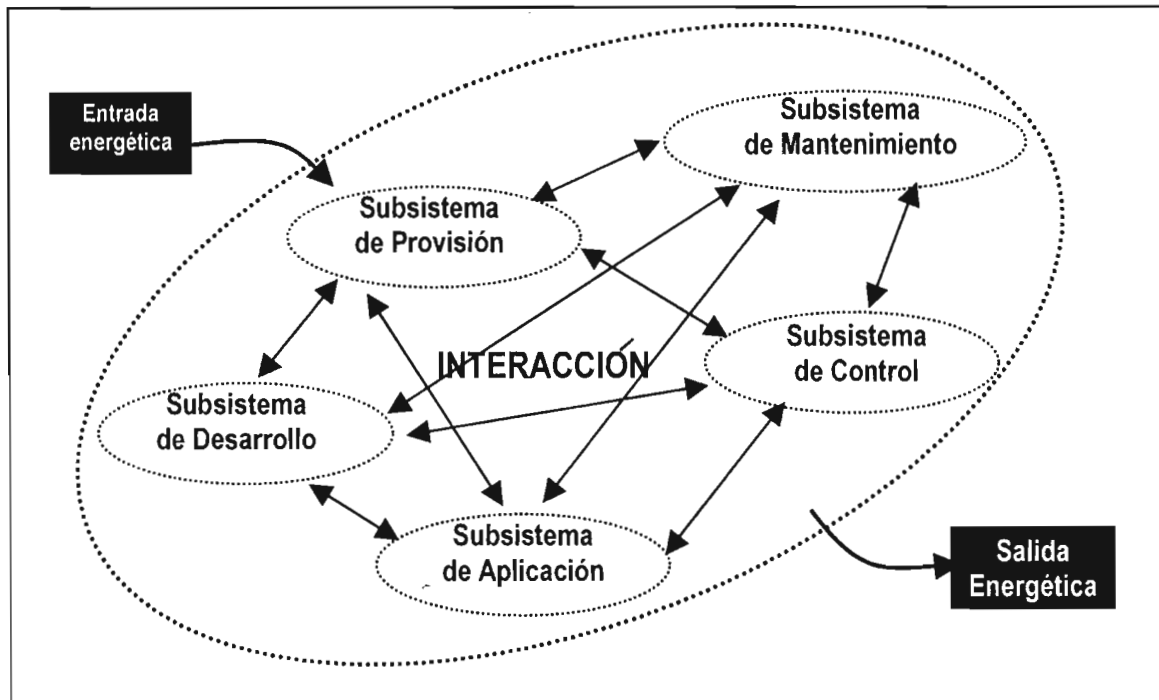 Entrada
energética
Subsistema
de Mantenimiento
Subsistema
de Provisión
INTERACCIÓN
Subsistema
de Control
Subsistema
de Desarrollo
Subsistema
de Aplicación
Salida
Energética